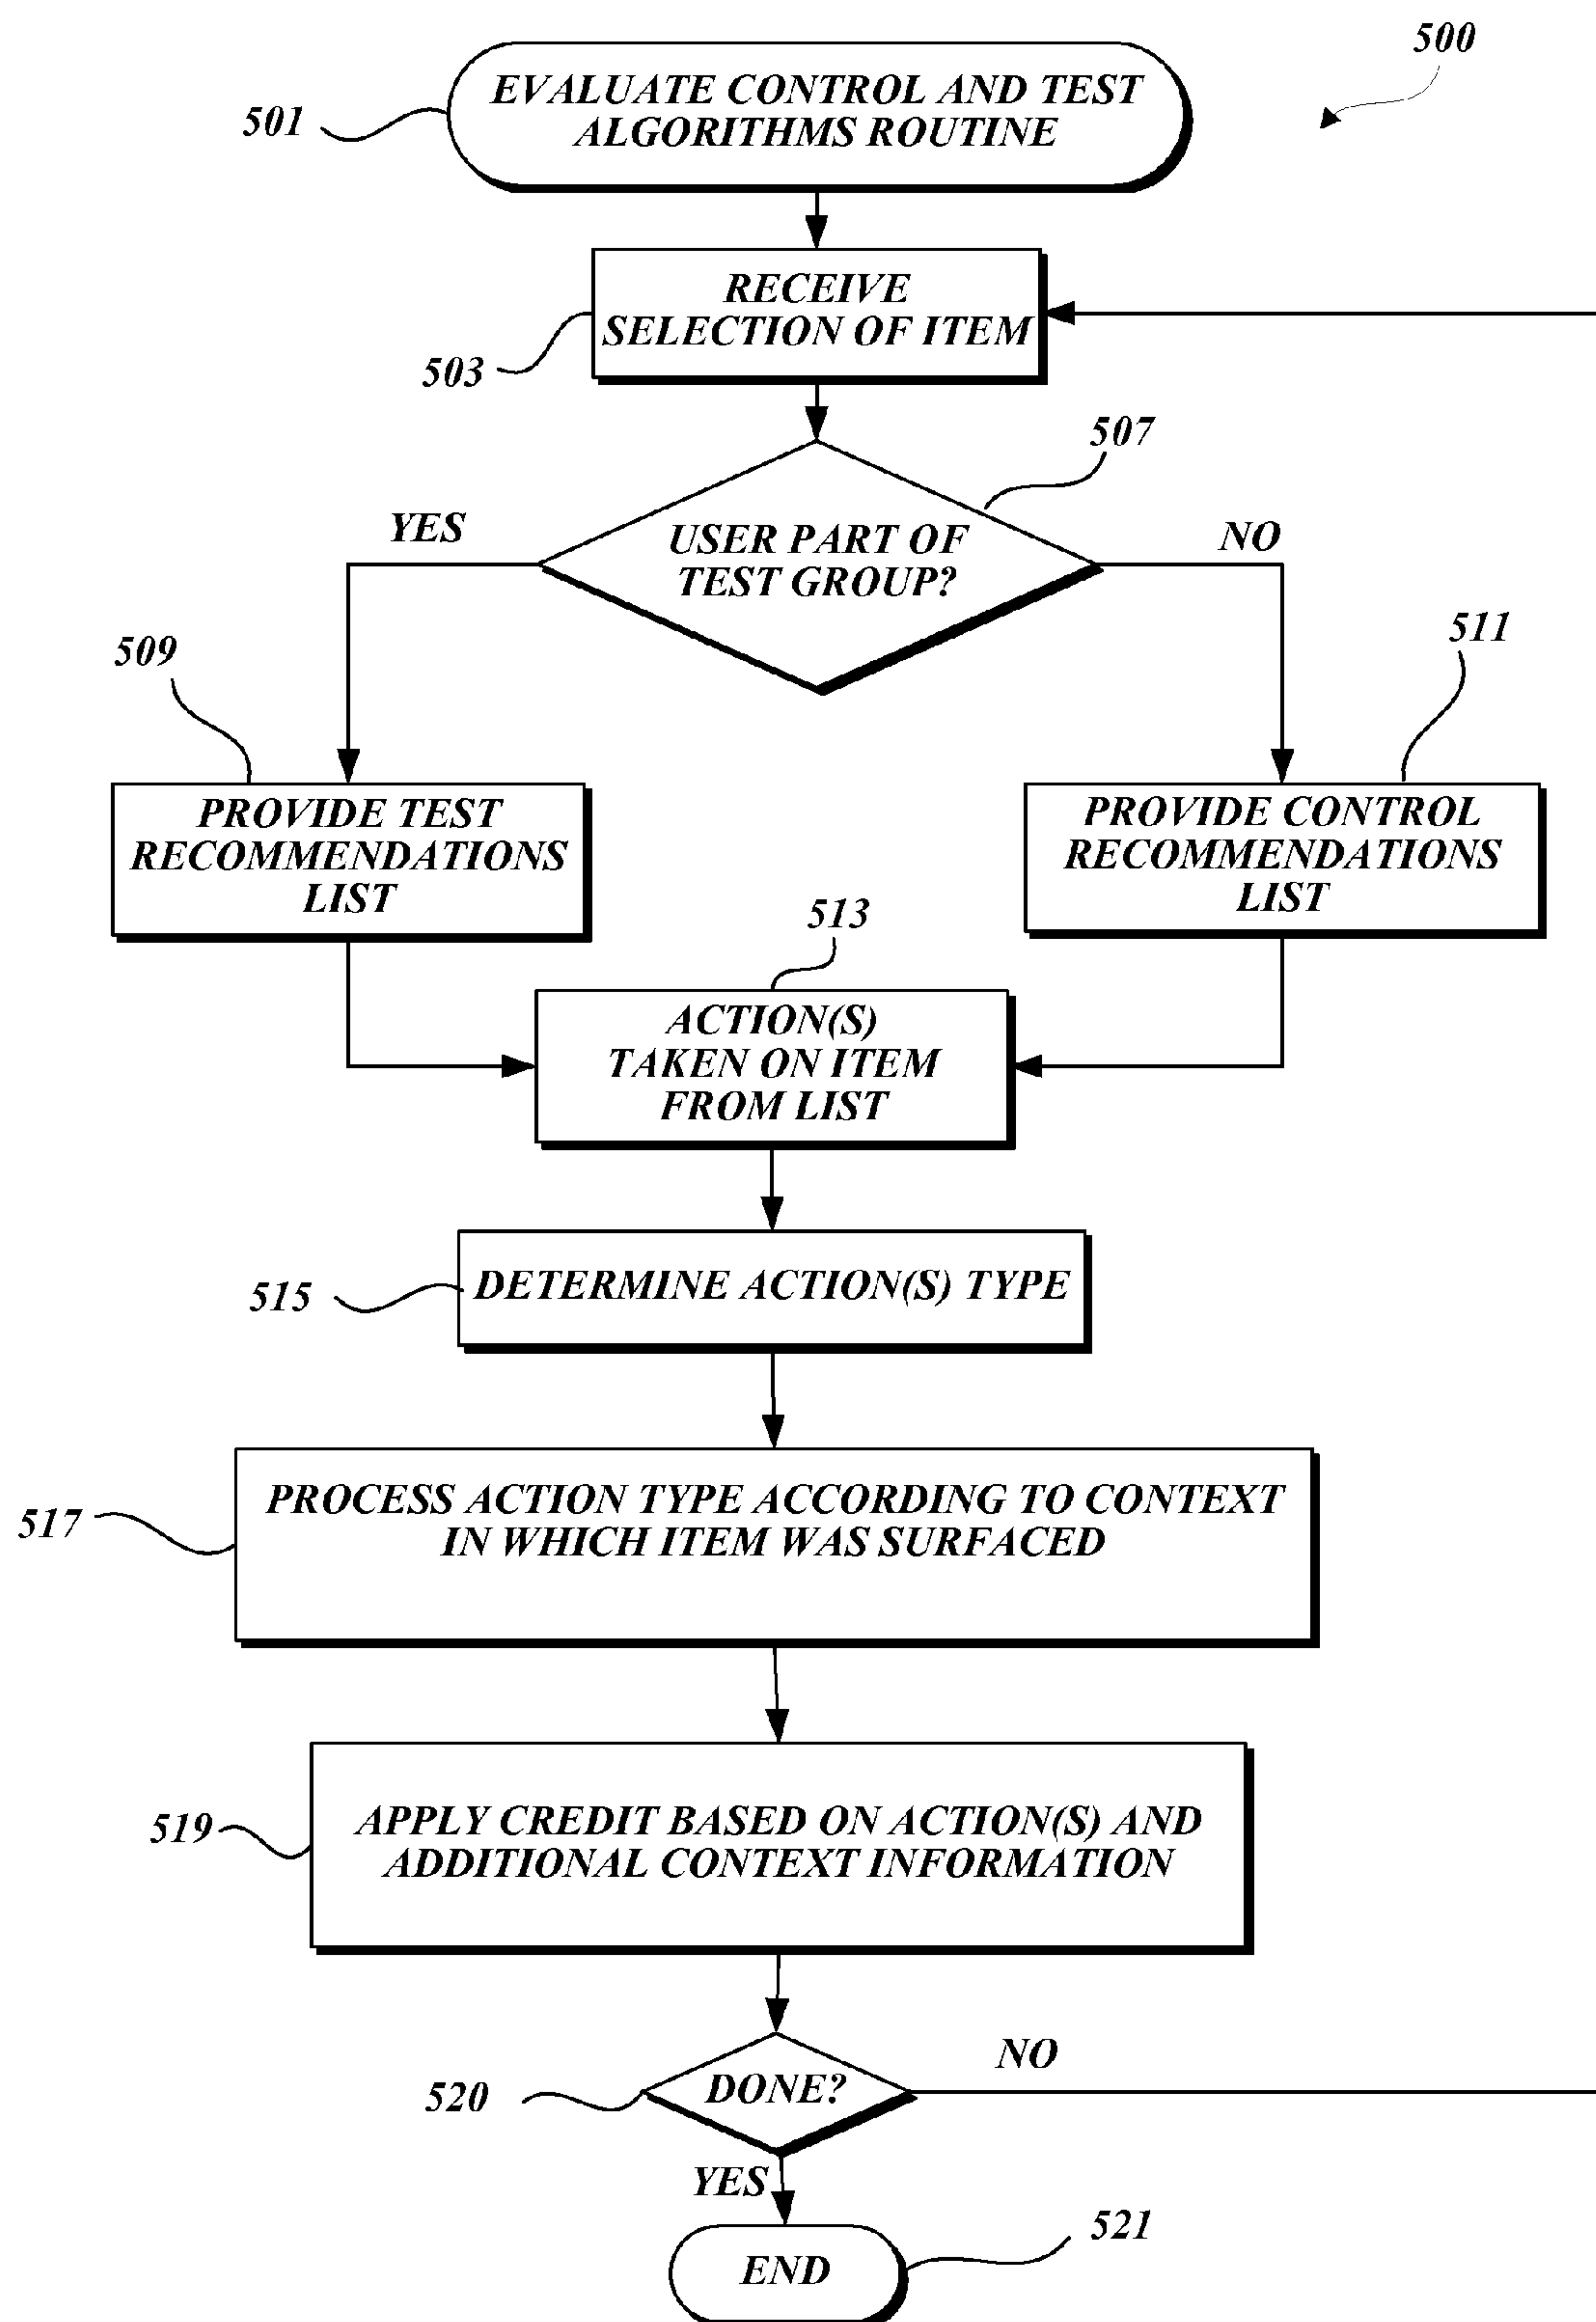 500
501
EVALUATE CONTROL AND TEST
ALGORITHMS ROUTINE
RECEIVE
SELECTION OF ITEM
503
507
YES
USER PART OF
TEST GROUP?
NO
509
511
PROVIDE TEST
RECOMMENDATIONS
LIST
PROVIDE CONTROL
RECOMMENDATIONS
LIST
513
ACTION(S)
TAKEN ON ITEM
FROM LIST
515
DETERMINE ACTION(S) TYPE
517
PROCESS ACTION TYPE ACCORDING TO CONTEXT
IN WHICH ITEM WAS SURFACED
519
APPLY CREDIT BASED ON ACTION(S) AND
ADDITIONAL CONTEXT INFORMATION
520
DONE?
NO
YES
521
END